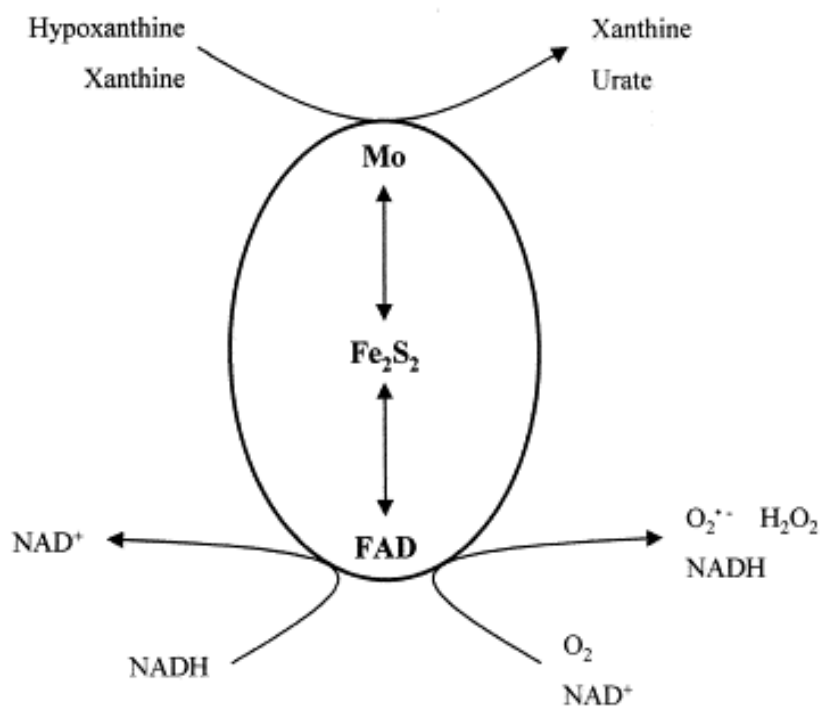 Hypoxanthine
Xanthine
Xanthine
Urate
Mo
Fe₂S₂
FAD
NAD⁺
NADH
O₂•- H₂O₂
NADH
O₂
NAD⁺